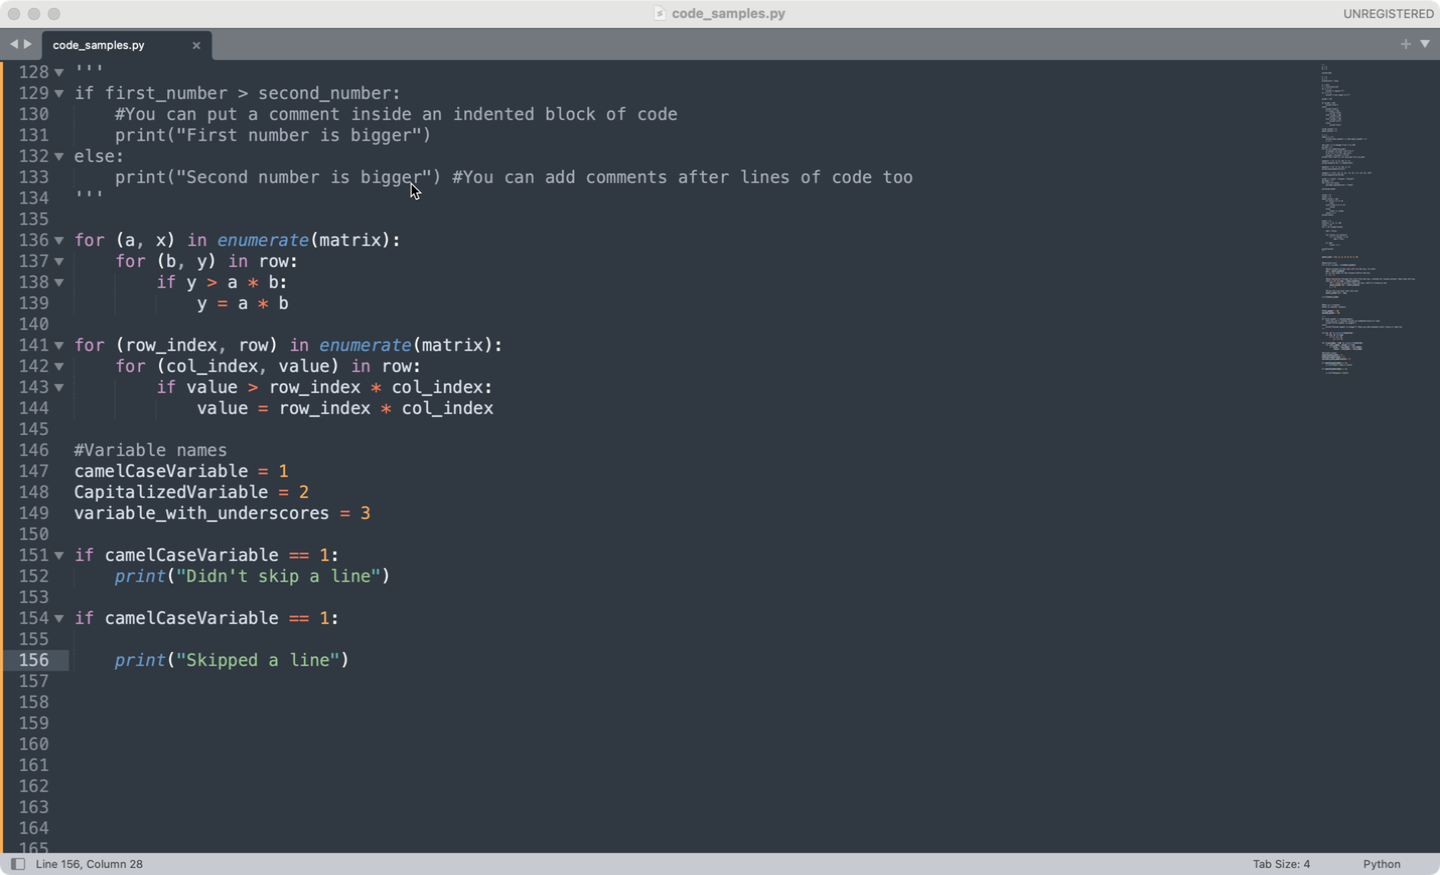 code_samples.py
UNREGISTERED
code_samples.py ×
128 '''
129 if first_number > second_number:
130 #You can put a comment inside an indented block of code
131 print("First number is bigger")
132 else:
133 print("Second number is bigger") #You can add comments after lines of code too
134 '''
135
136 for (a, x) in enumerate(matrix):
137 for (b, y) in row:
138 if y > a * b:
139 y = a * b
140
141 for (row_index, row) in enumerate(matrix):
142 for (col_index, value) in row:
143 if value > row_index * col_index:
144 value = row_index * col_index
145
146 #Variable names
147 camelCaseVariable = 1
148 CapitalizedVariable = 2
149 variable_with_underscores = 3
150
151 if camelCaseVariable == 1:
152 print("Didn't skip a line")
153
154 if camelCaseVariable == 1:
155
156 print("Skipped a line")
157
158
159
160
161
162
163
164
165
Line 156, Column 28
Tab Size: 4
Python